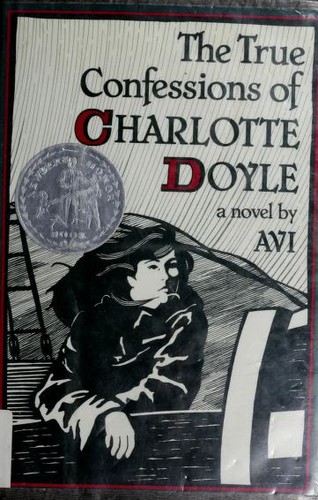 The True
Confessions of
CHARLOTTE
DOYLE
a novel by
AVI